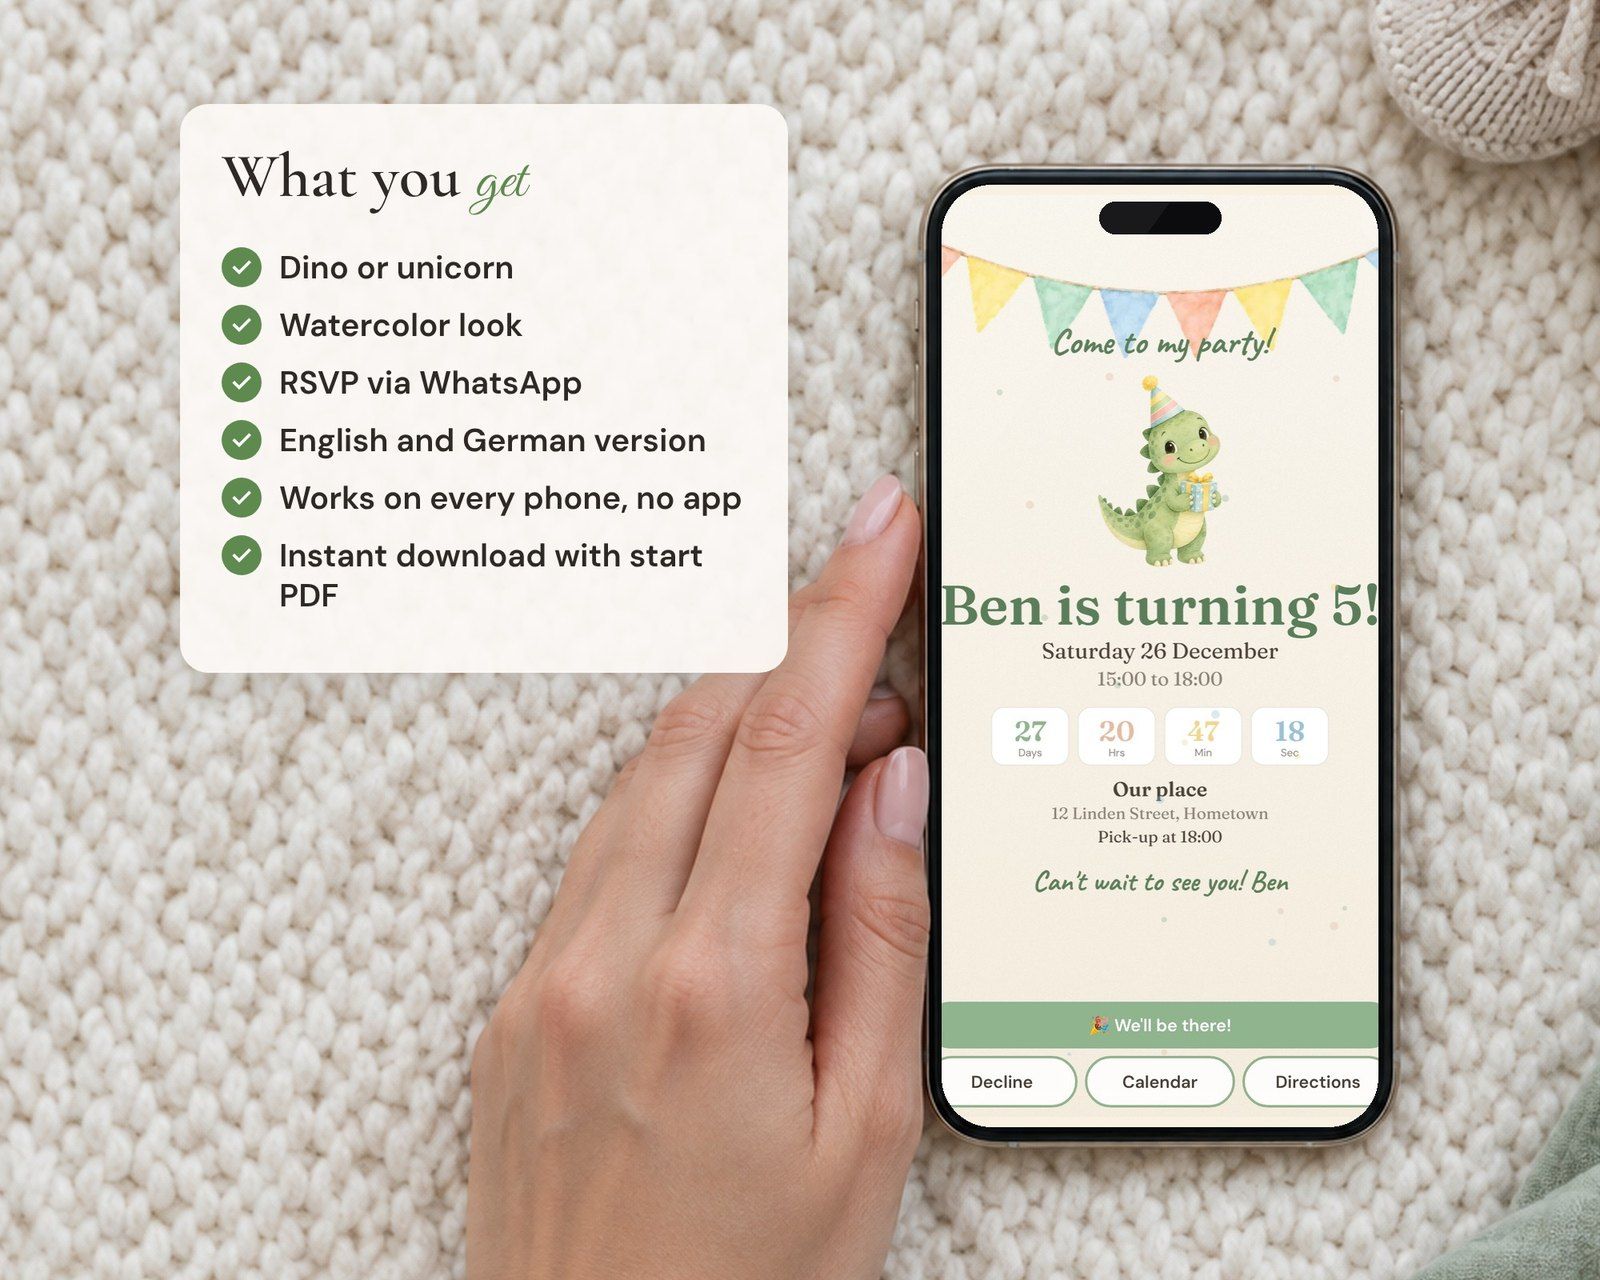 What you get
Dino or unicorn
Watercolor look
RSVP via WhatsApp
English and German version
Works on every phone, no app
Instant download with start
PDF
Come to my party!
Ben is turning 5!
Saturday 26 December
15:00 to 18:00
27 20 47 18
Days Hrs Min Sec
Our place
12 Linden Street, Hometown
Pick-up at 18:00
Can't wait to see you! Ben
🎉 We'll be there!
Decline Calendar Directions